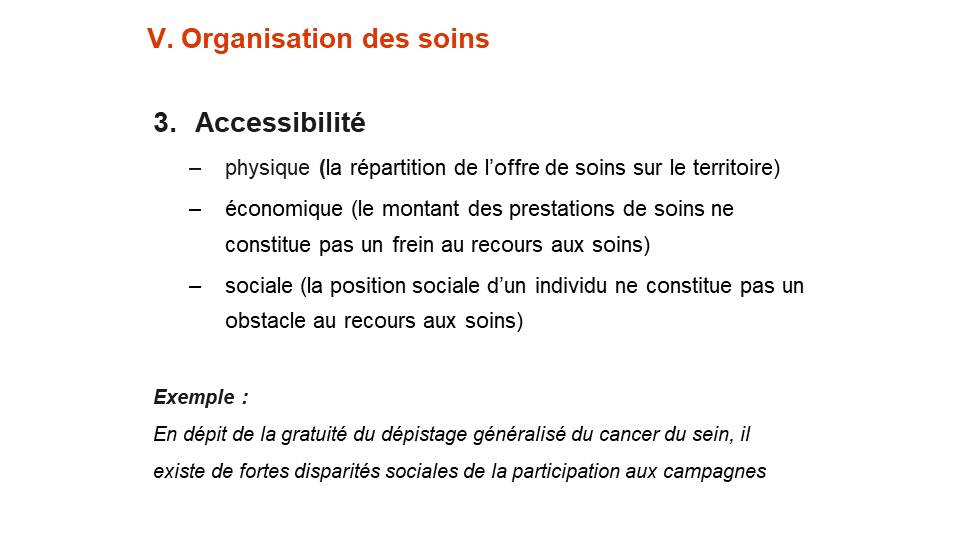 V. Organisation des soins
3. Accessibilité
– physique (la répartition de l’offre de soins sur le territoire)
– économique (le montant des prestations de soins ne
constitue pas un frein au recours aux soins)
– sociale (la position sociale d’un individu ne constitue pas un
obstacle au recours aux soins)
Exemple :
En dépit de la gratuité du dépistage généralisé du cancer du sein, il
existe de fortes disparités sociales de la participation aux campagnes